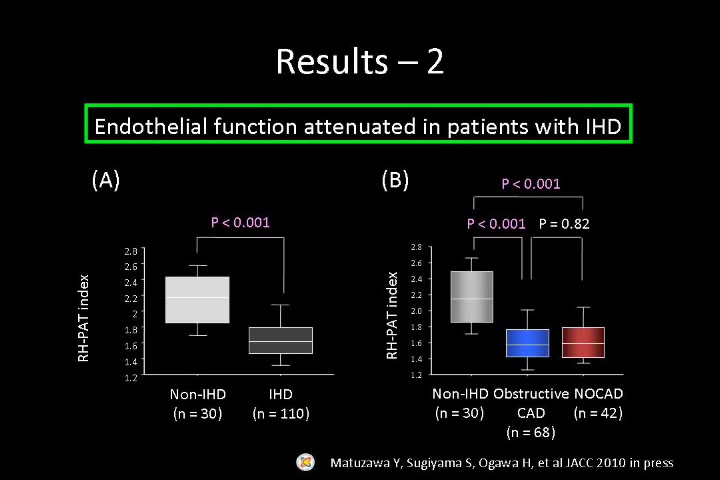 Results – 2
Endothelial function attenuated in patients with IHD
(A)
P < 0.001
RH-PAT index
2.8
2.6
2.4
2.2
2
1.8
1.6
1.4
1.2
Non-IHD
(n = 30)
IHD
(n = 110)
(B)
P < 0.001
P < 0.001 P = 0.82
RH-PAT index
2.8
2.6
2.4
2.2
2.0
1.8
1.6
1.4
1.2
Non-IHD Obstructive NOCAD
(n = 30) CAD (n = 42)
(n = 68)
Matuzawa Y, Sugiyama S, Ogawa H, et al JACC 2010 in press